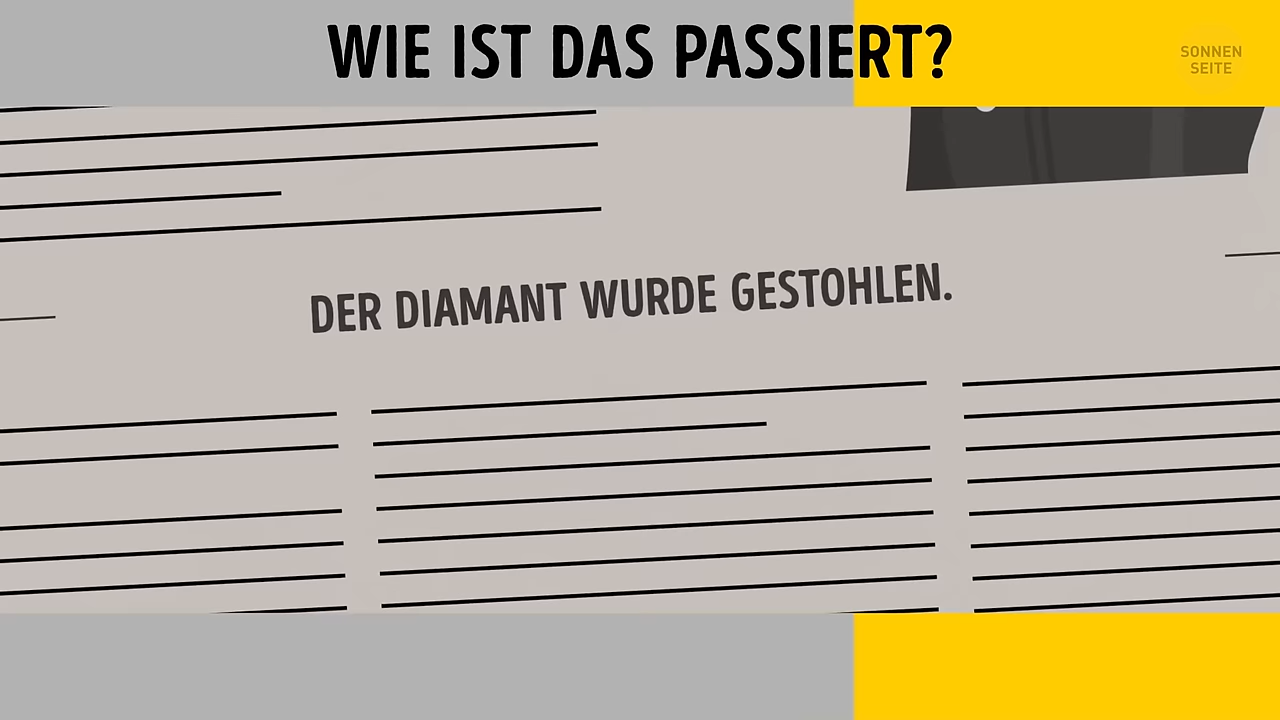 WIE IST DAS PASSIERT?
SONNEN
SEITE
DER DIAMANT WURDE GESTOHLEN.